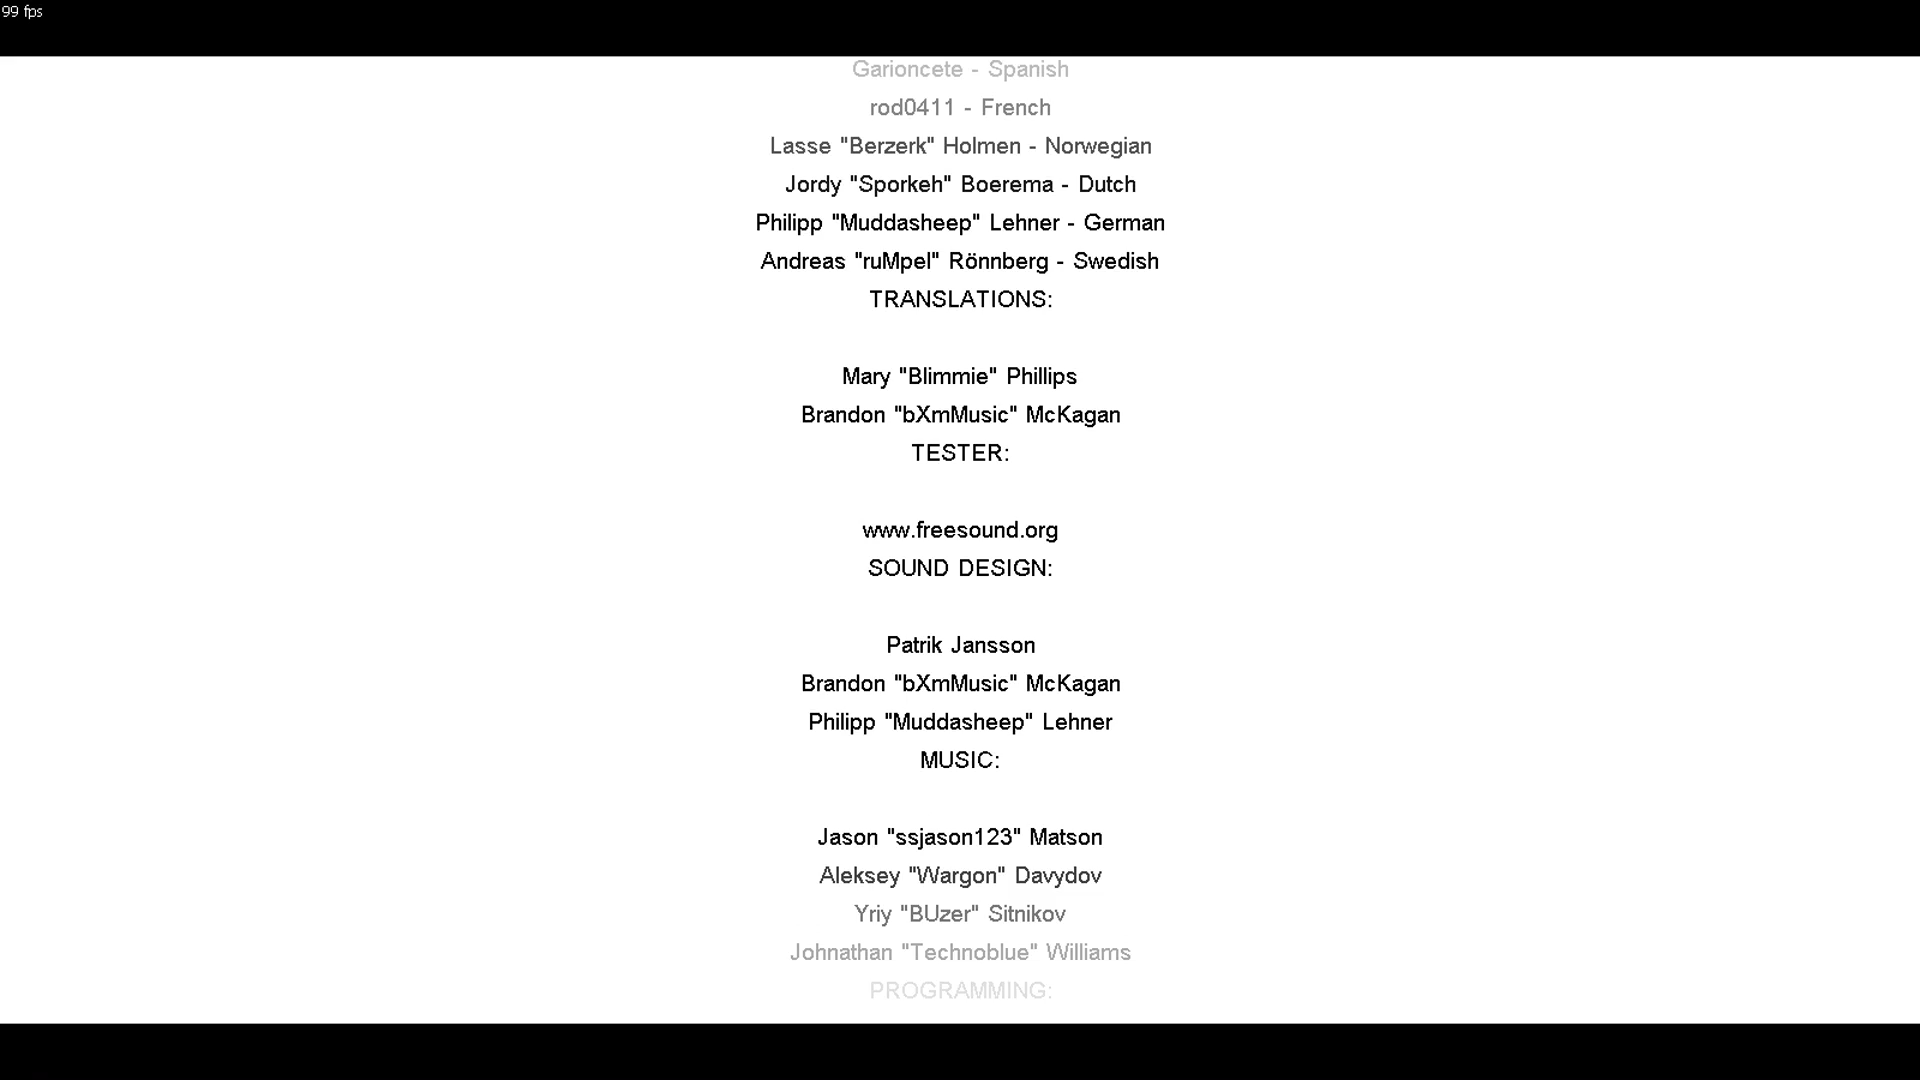 99 fps
Garioncete - Spanish
rod0411 - French
Lasse "Berzerk" Holmen - Norwegian
Jordy "Sporkeh" Boerema - Dutch
Philipp "Muddasheep" Lehner - German
Andreas "ruMpel" Rönnberg - Swedish
TRANSLATIONS:
Mary "Blimmie" Phillips
Brandon "bXmMusic" McKagan
TESTER:
www.freesound.org
SOUND DESIGN:
Patrik Jansson
Brandon "bXmMusic" McKagan
Philipp "Muddasheep" Lehner
MUSIC:
Jason "ssjason123" Matson
Aleksey "Wargon" Davydov
Yriy "BUzer" Sitnikov
Johnathan "Technoblue" Williams
PROGRAMMING: